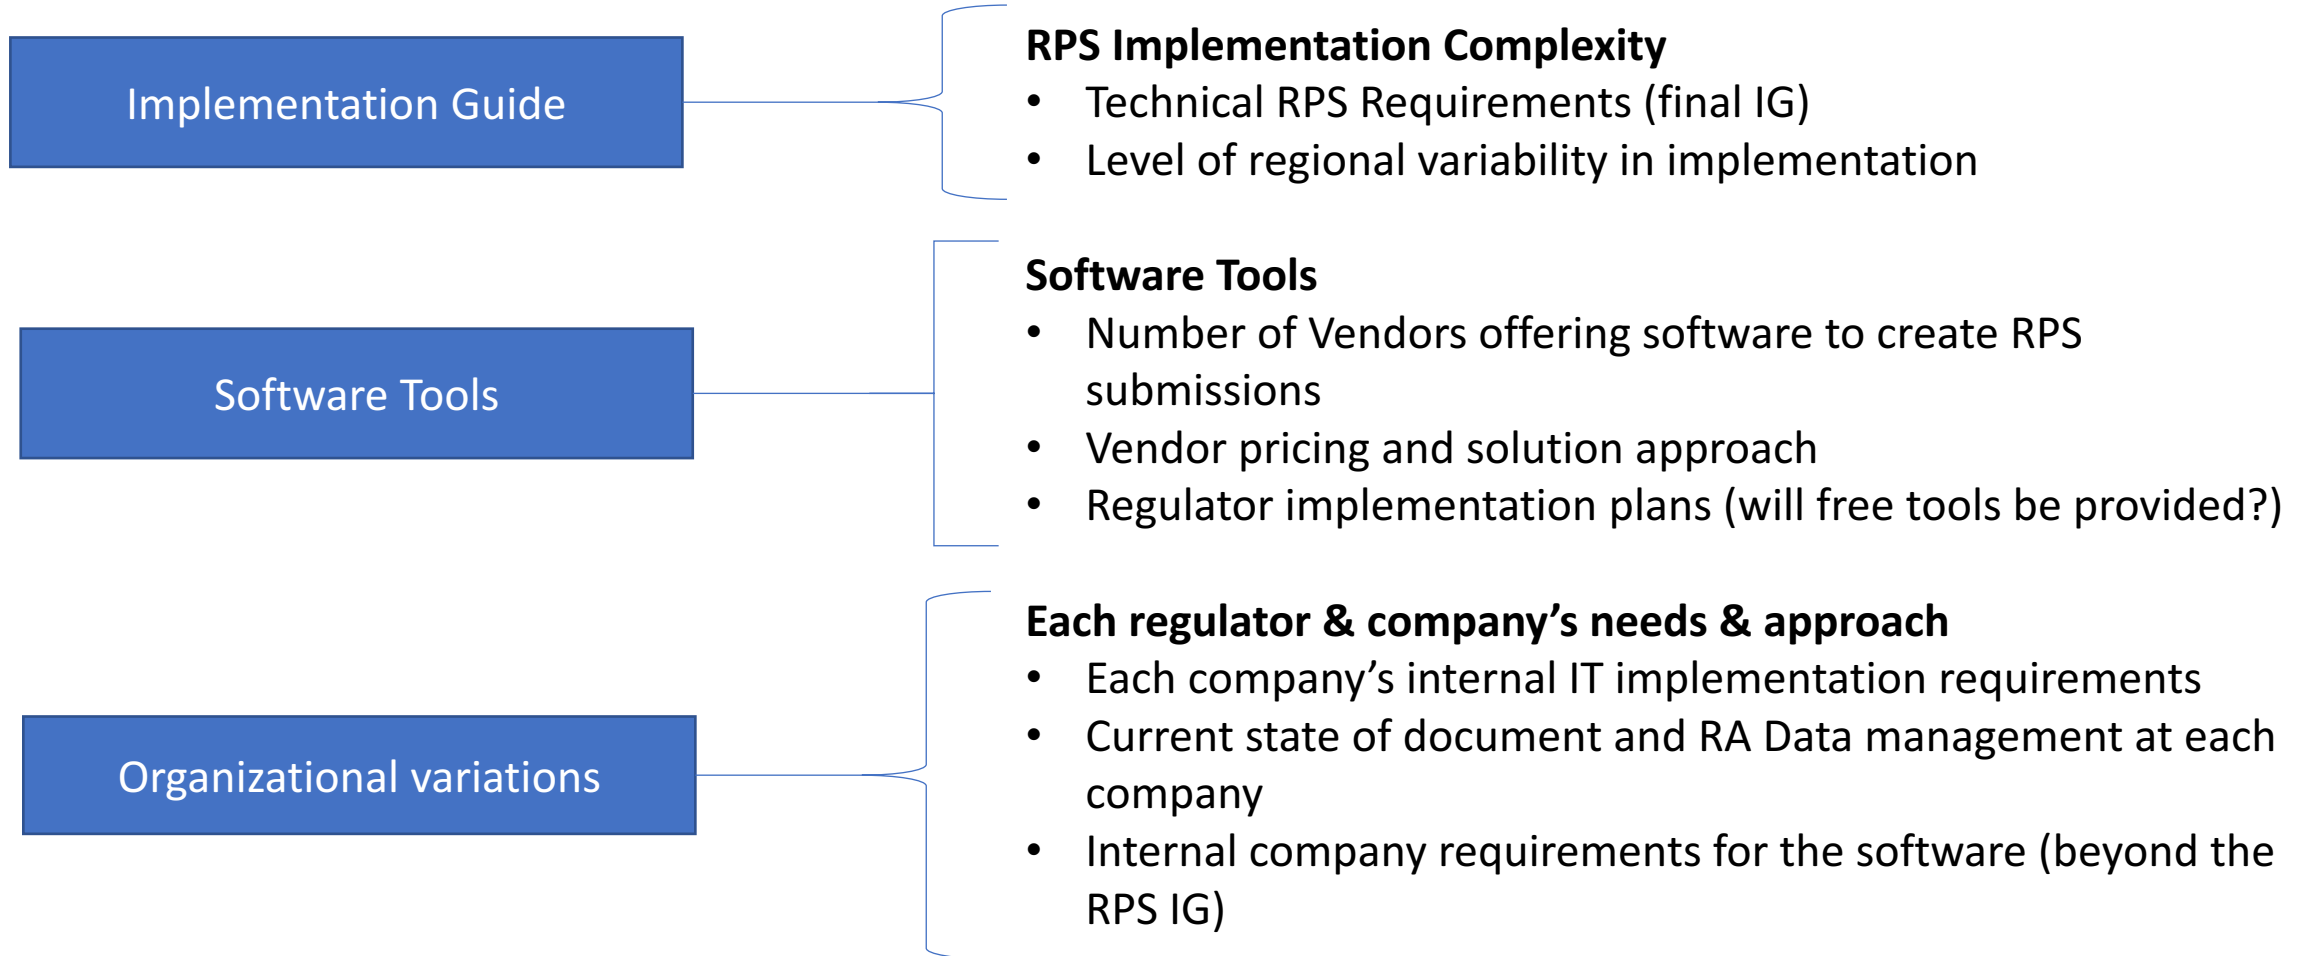 Implementation Guide
RPS Implementation Complexity
• Technical RPS Requirements (final IG)
• Level of regional variability in implementation
Software Tools
Software Tools
• Number of Vendors offering software to create RPS
submissions
• Vendor pricing and solution approach
• Regulator implementation plans (will free tools be provided?)
Organizational variations
Each regulator & company’s needs & approach
• Each company’s internal IT implementation requirements
• Current state of document and RA Data management at each
company
• Internal company requirements for the software (beyond the
RPS IG)